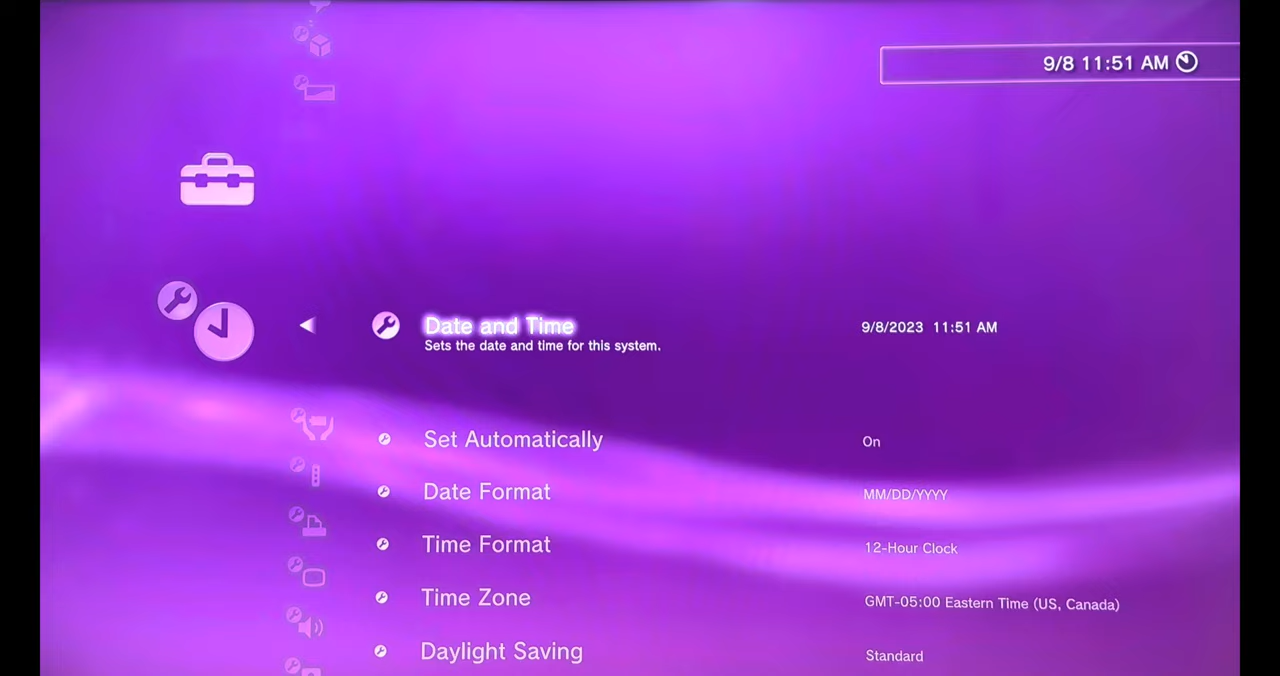 9/8 11:51 AM
Date and Time 9/8/2023 11:51 AM
Sets the date and time for this system.
Set Automatically On
Date Format MM/DD/YYYY
Time Format 12-Hour Clock
Time Zone GMT-05:00 Eastern Time (US, Canada)
Daylight Saving Standard